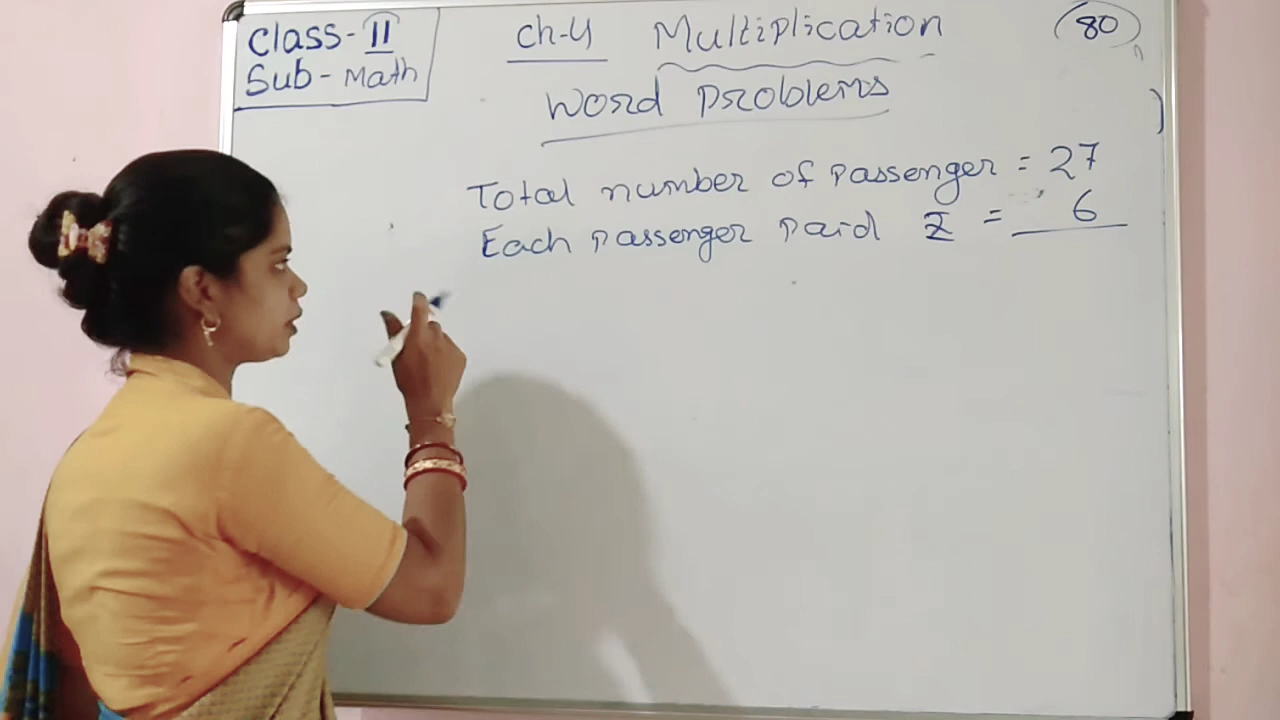 Class-II
Sub-Math
Ch-4 Multiplication
Word Problems
80
Total number of Passenger = 27
Each Passenger Paid ₹ = 6